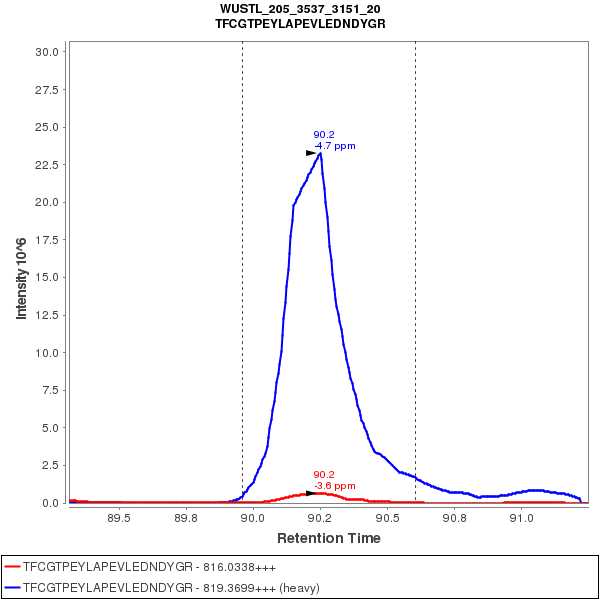 WUSTL_205_3537_3151_20
TFCGTPEYLAPEVLEDNDYGR
30.0
27.5
25.0
22.5
20.0
17.5
15.0
12.5
10.0
7.5
5.0
2.5
0.0
Intensity 10^6
90.2
-4.7 ppm
90.2
-3.6 ppm
89.5
89.8
90.0
90.2
90.5
90.8
91.0
Retention Time
TFCGTPEYLAPEVLEDNDYGR - 816.0338+++
TFCGTPEYLAPEVLEDNDYGR - 819.3699+++ (heavy)